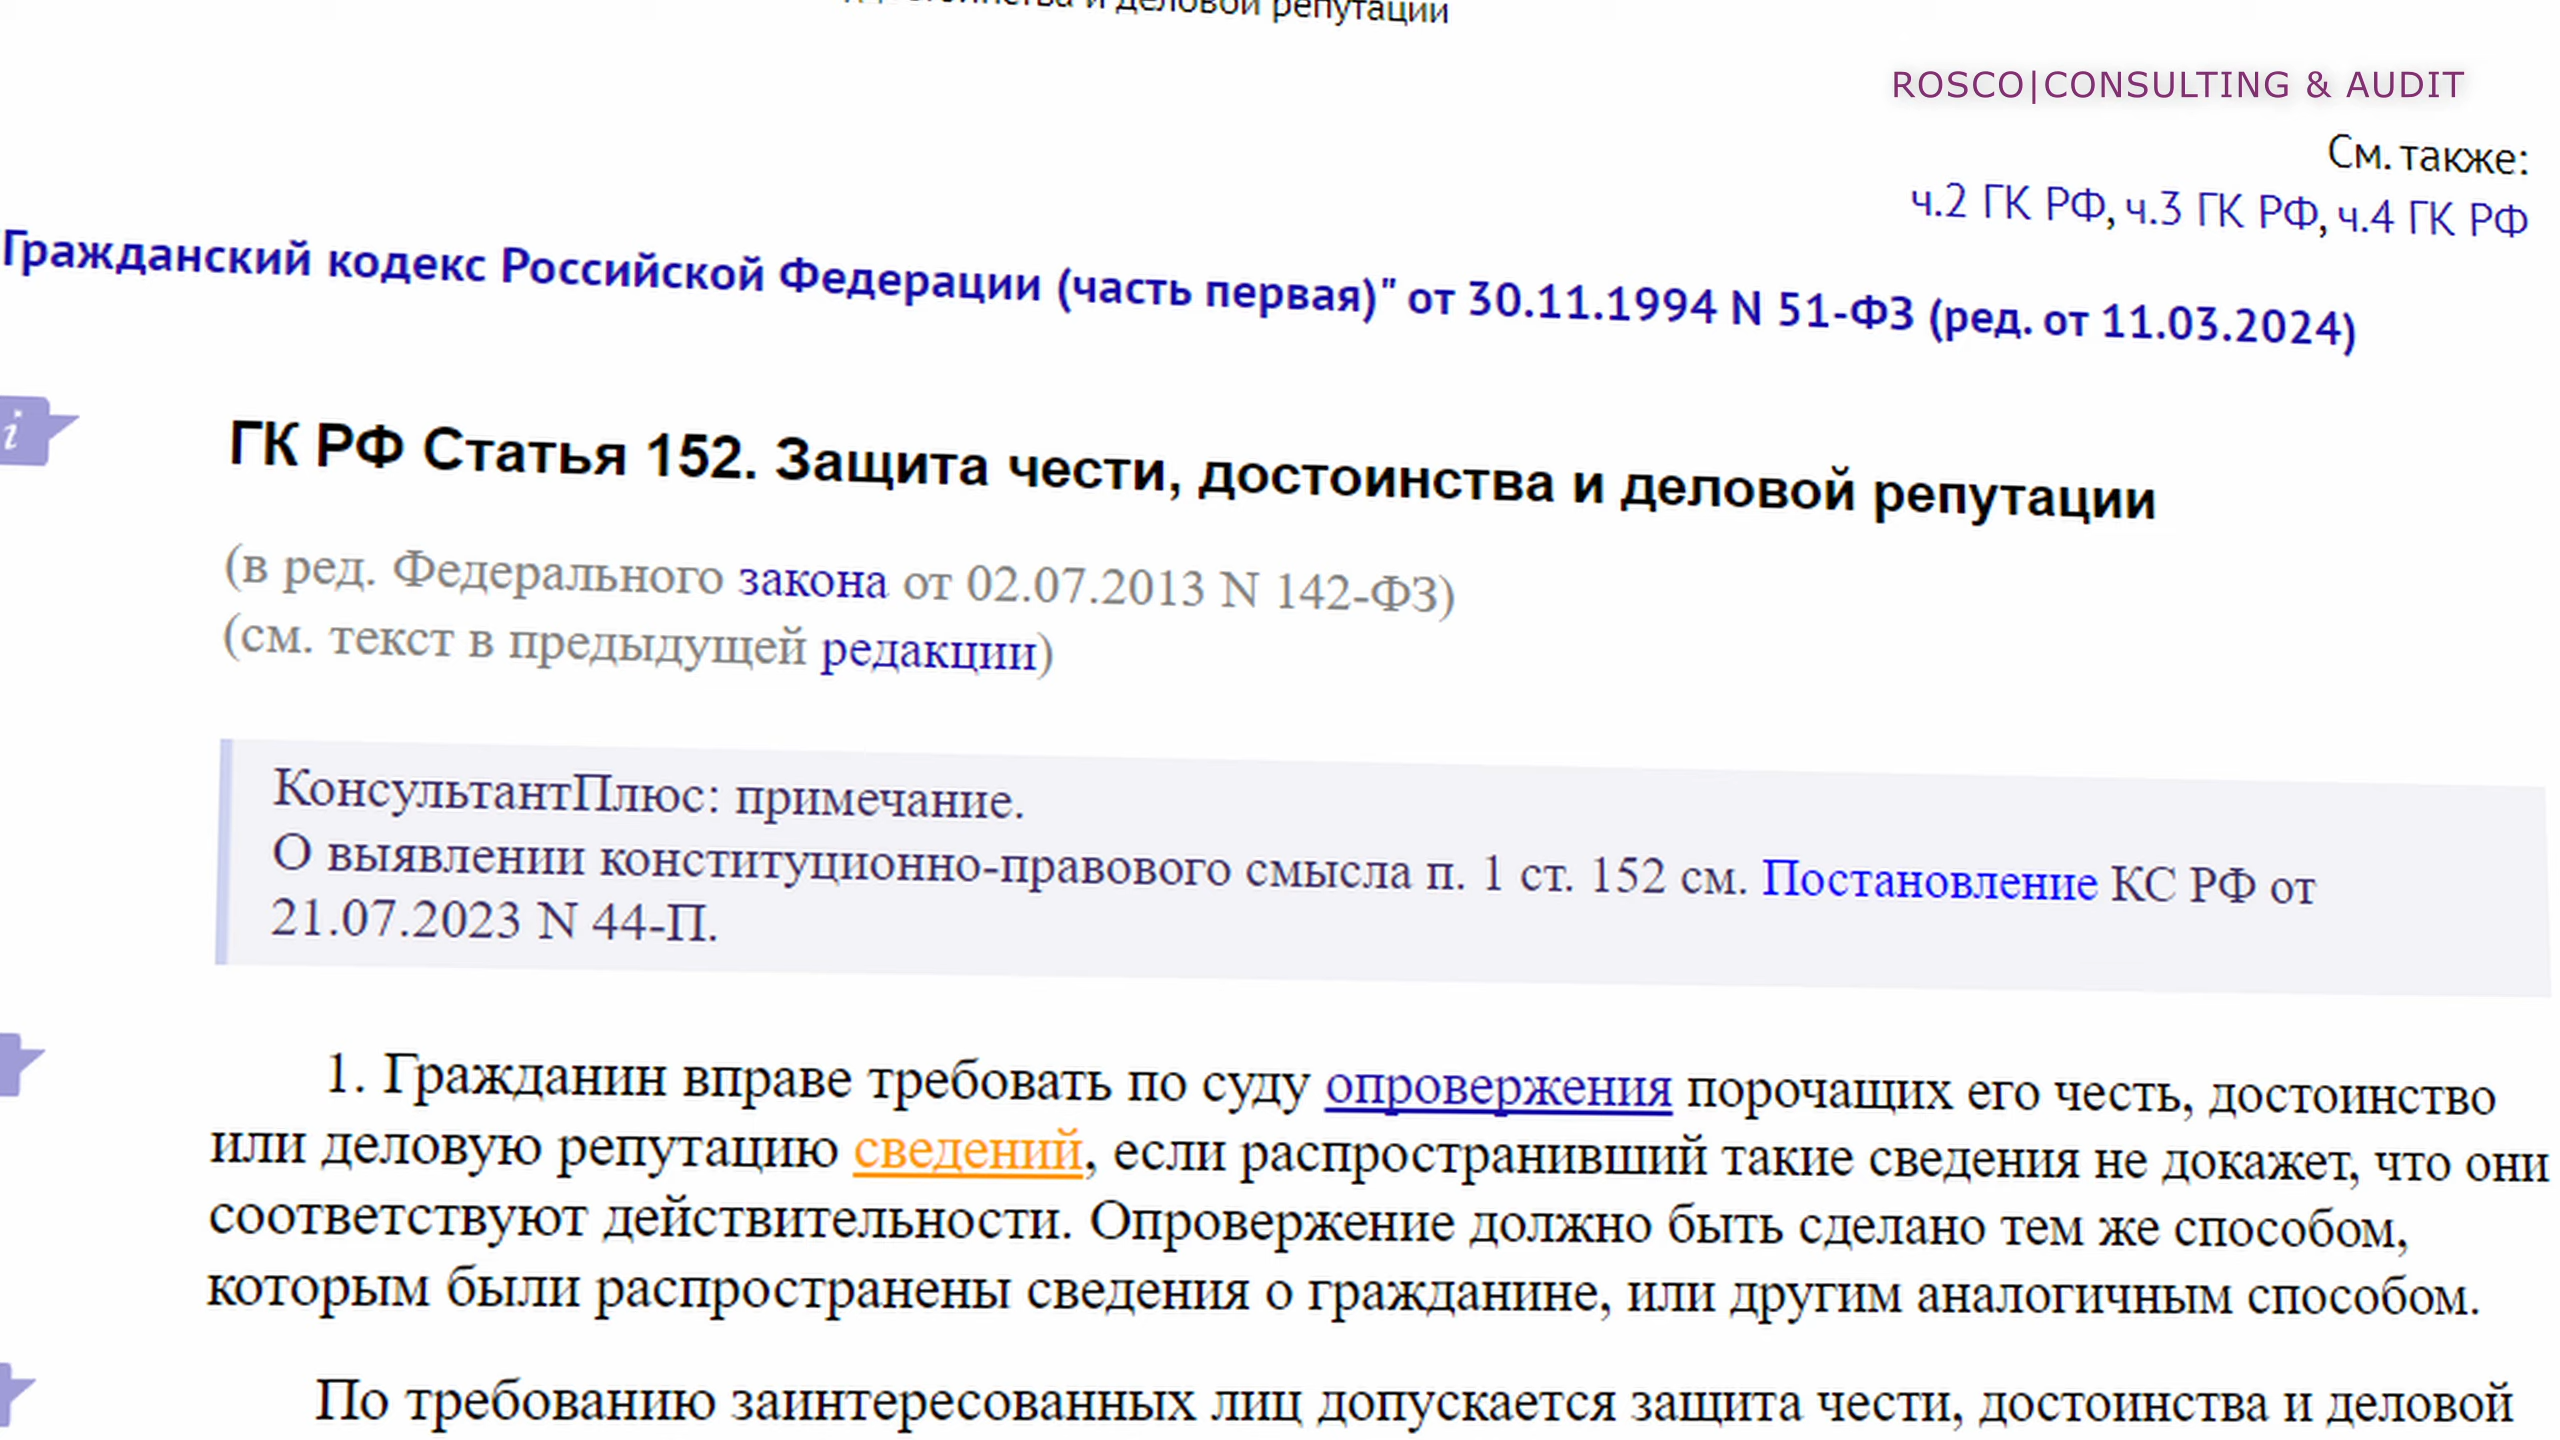 и деловой репутации
ROSCO|CONSULTING & AUDIT
См. также:
ч.2 ГК РФ, ч.3 ГК РФ, ч.4 ГК РФ
Гражданский кодекс Российской Федерации (часть первая)" от 30.11.1994 N 51-ФЗ (ред. от 11.03.2024)
i
ГК РФ Статья 152. Защита чести, достоинства и деловой репутации
(в ред. Федерального закона от 02.07.2013 N 142-ФЗ)
(см. текст в предыдущей редакции)
КонсультантПлюс: примечание.
О выявлении конституционно-правового смысла п. 1 ст. 152 см. Постановление КС РФ от
21.07.2023 N 44-П.
1. Гражданин вправе требовать по суду опровержения порочащих его честь, достоинство
или деловую репутацию сведений, если распространивший такие сведения не докажет, что они
соответствуют действительности. Опровержение должно быть сделано тем же способом,
которым были распространены сведения о гражданине, или другим аналогичным способом.
По требованию заинтересованных лиц допускается защита чести, достоинства и деловой